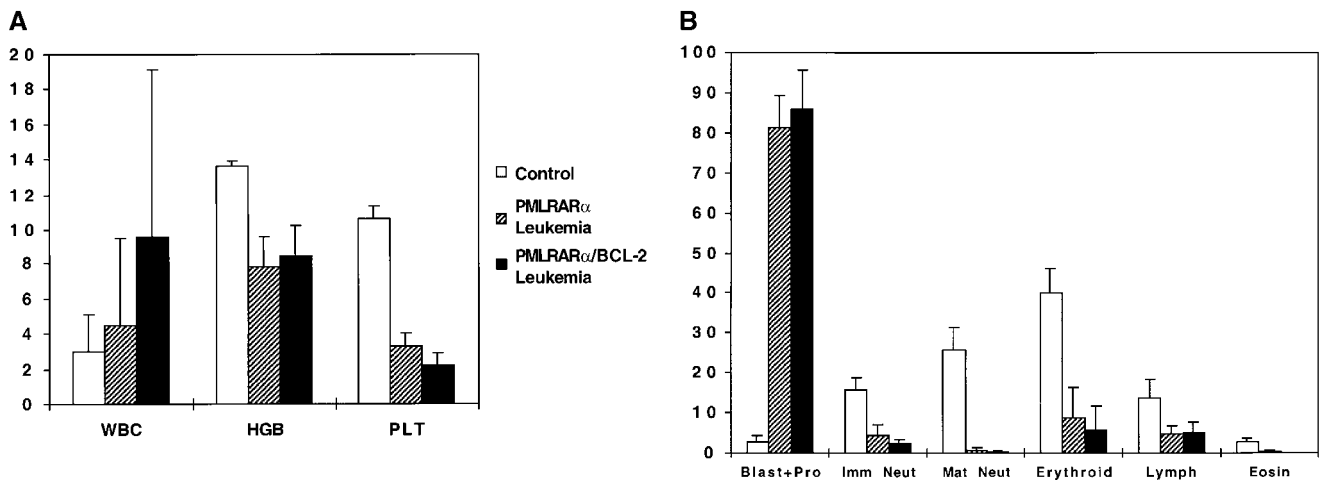 A
20
18
16
14
12
10
8
6
4
2
0
WBC HGB PLT
Control
PMLRARα
Leukemia
PMLRARα/BCL-2
Leukemia
B
100
90
80
70
60
50
40
30
20
10
0
Blast+Pro Imm Neut Mat Neut Erythroid Lymph Eosin